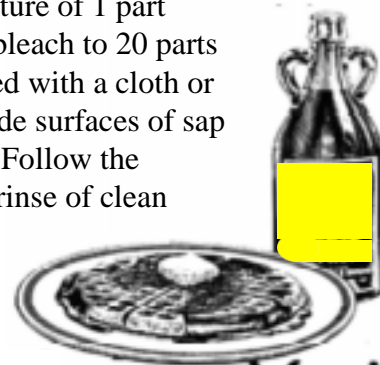 ture of 1 part
bleach to 20 parts
ed with a cloth or
de surfaces of sap
Follow the
rinse of clean